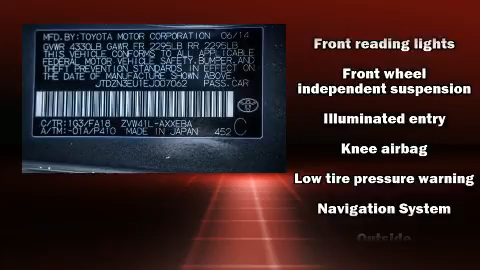 MFD. BY: TOYOTA MOTOR CORPORATION 06/14
GVWR 4330LB GAWR FR 2295LB RR 2295LB
THIS VEHICLE CONFORMS TO ALL APPLICABLE
FEDERAL MOTOR VEHICLE SAFETY, BUMPER, AND
THEFT PREVENTION STANDARDS IN EFFECT ON
THE DATE OF MANUFACTURE SHOWN ABOVE.
JTDZN3EU1EJ007062 PASS. CAR
C/TR: 1G3/FA18 ZVW41L-AXXEBA
A/TM: -01A/P410 MADE IN JAPAN 452 C
Front reading lights
Front wheel
independent suspension
Illuminated entry
Knee airbag
Low tire pressure warning
Navigation System
Outside